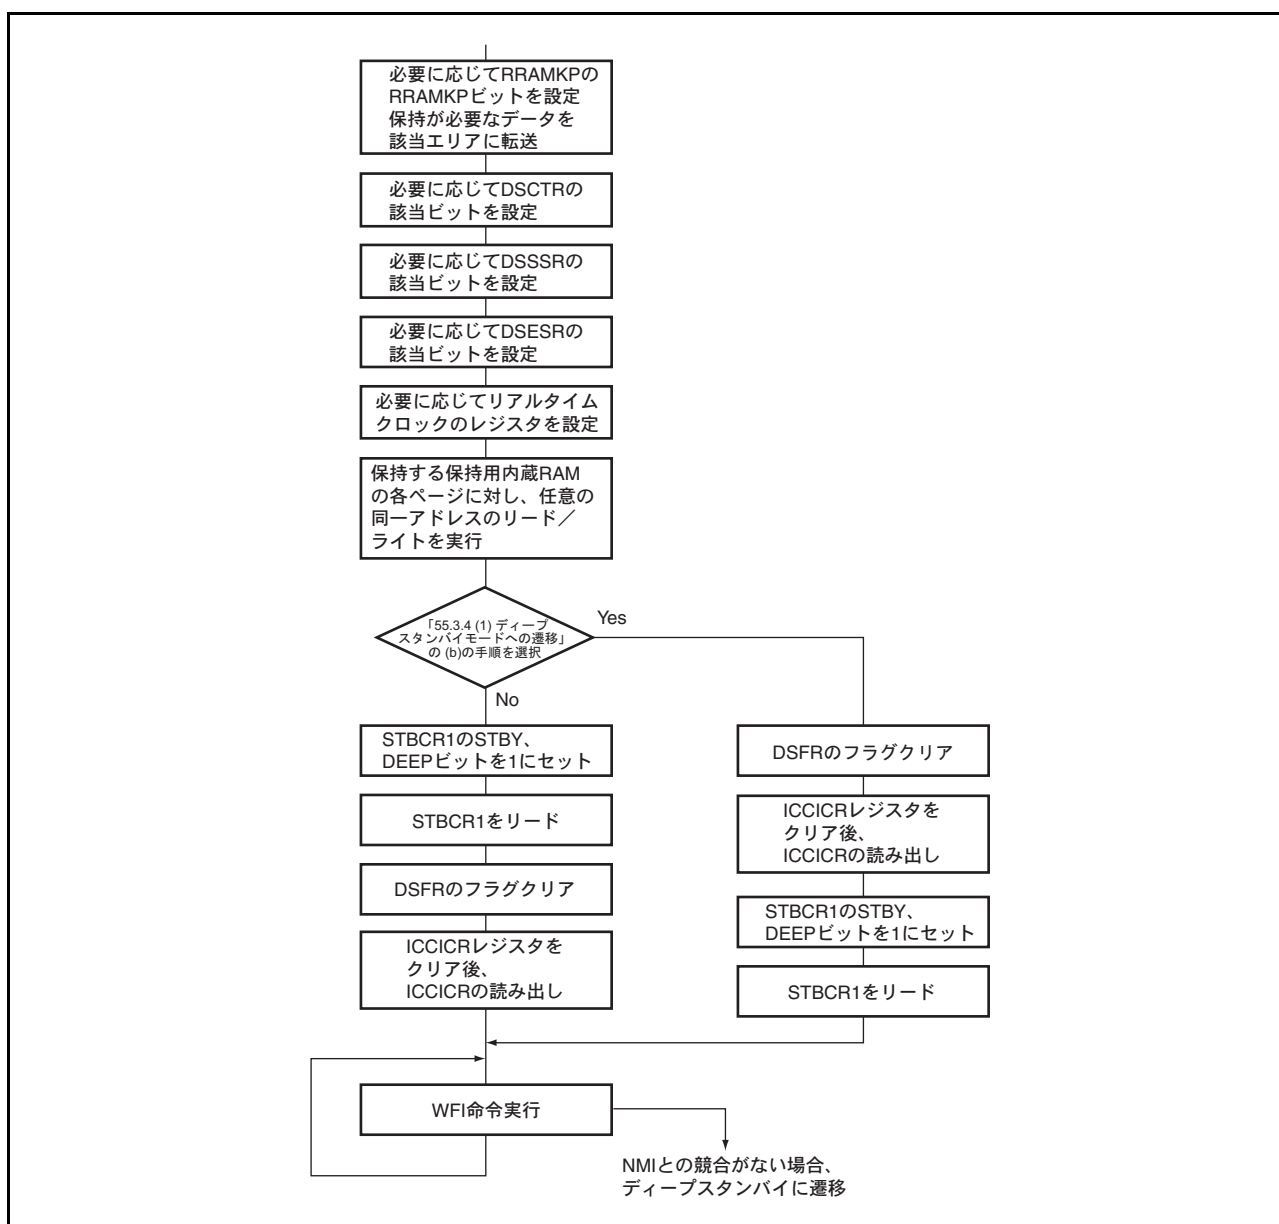 必要に応じてRRAMKPの
RRAMKPビットを設定
保持が必要なデータを
該当エリアに転送
必要に応じてDSCTRの
該当ビットを設定
必要に応じてDSSSRの
該当ビットを設定
必要に応じてDSESRの
該当ビットを設定
必要に応じてリアルタイム
クロックのレジスタを設定
保持する保持用内蔵RAM
の各ページに対し、任意の
同一アドレスのリード／
ライトを実行
「55.3.4 (1) ディープ
スタンバイモードへの遷移」
の (b)の手順を選択
Yes
No
STBCR1のSTBY、
DEEPビットを1にセット
STBCR1をリード
DSFRのフラグクリア
ICCICRレジスタを
クリア後、
ICCICRの読み出し
DSFRのフラグクリア
ICCICRレジスタを
クリア後、
ICCICRの読み出し
STBCR1のSTBY、
DEEPビットを1にセット
STBCR1をリード
WFI命令実行
NMIとの競合がない場合、
ディープスタンバイに遷移